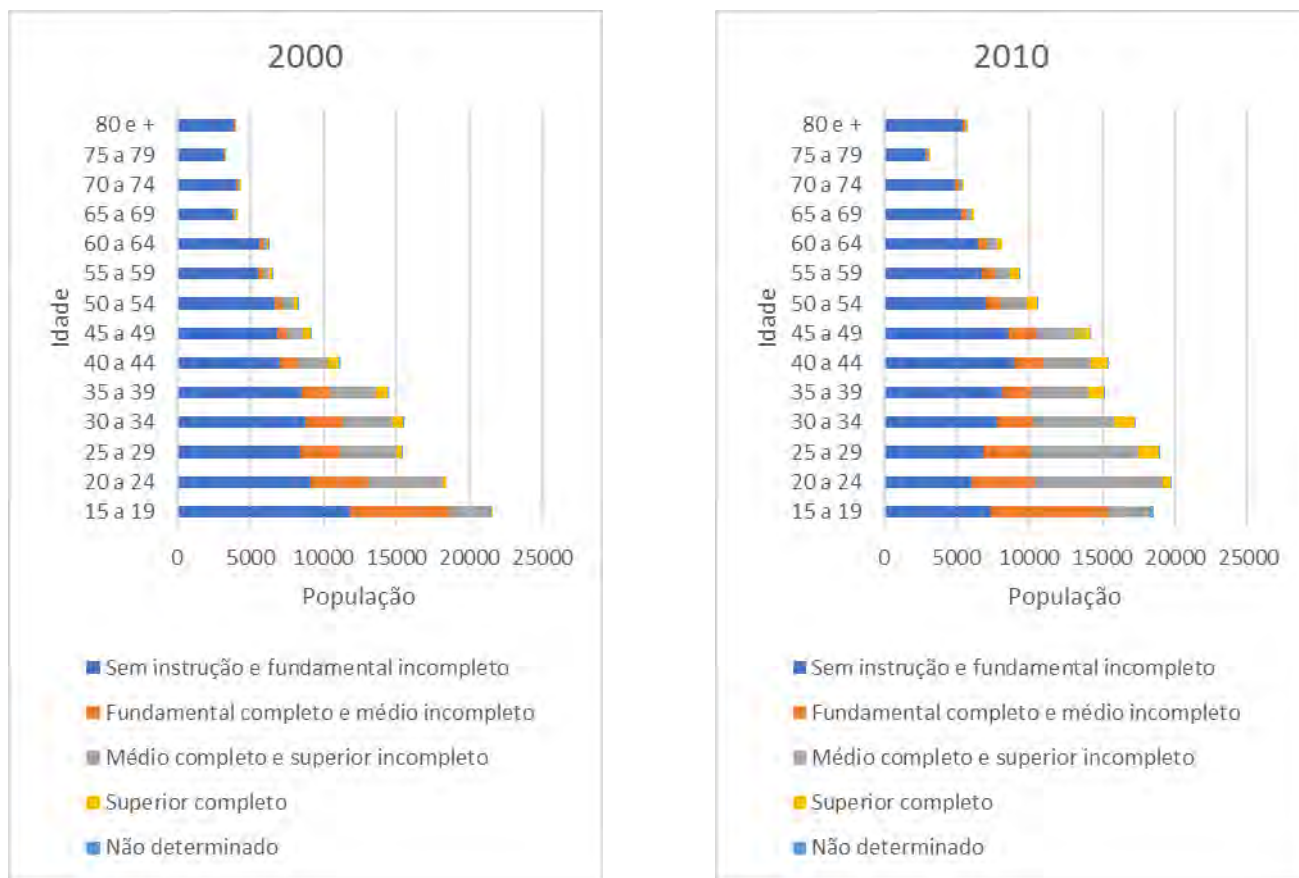 2000
80 e +
75 a 79
70 a 74
65 a 69
60 a 64
55 a 59
50 a 54
45 a 49
40 a 44
35 a 39
30 a 34
25 a 29
20 a 24
15 a 19
Idade
0 5000 10000 15000 20000 25000
População
Sem instrução e fundamental incompleto
Fundamental completo e médio incompleto
Médio completo e superior incompleto
Superior completo
Não determinado
2010
80 e +
75 a 79
70 a 74
65 a 69
60 a 64
55 a 59
50 a 54
45 a 49
40 a 44
35 a 39
30 a 34
25 a 29
20 a 24
15 a 19
Idade
0 5000 10000 15000 20000 25000
População
Sem instrução e fundamental incompleto
Fundamental completo e médio incompleto
Médio completo e superior incompleto
Superior completo
Não determinado